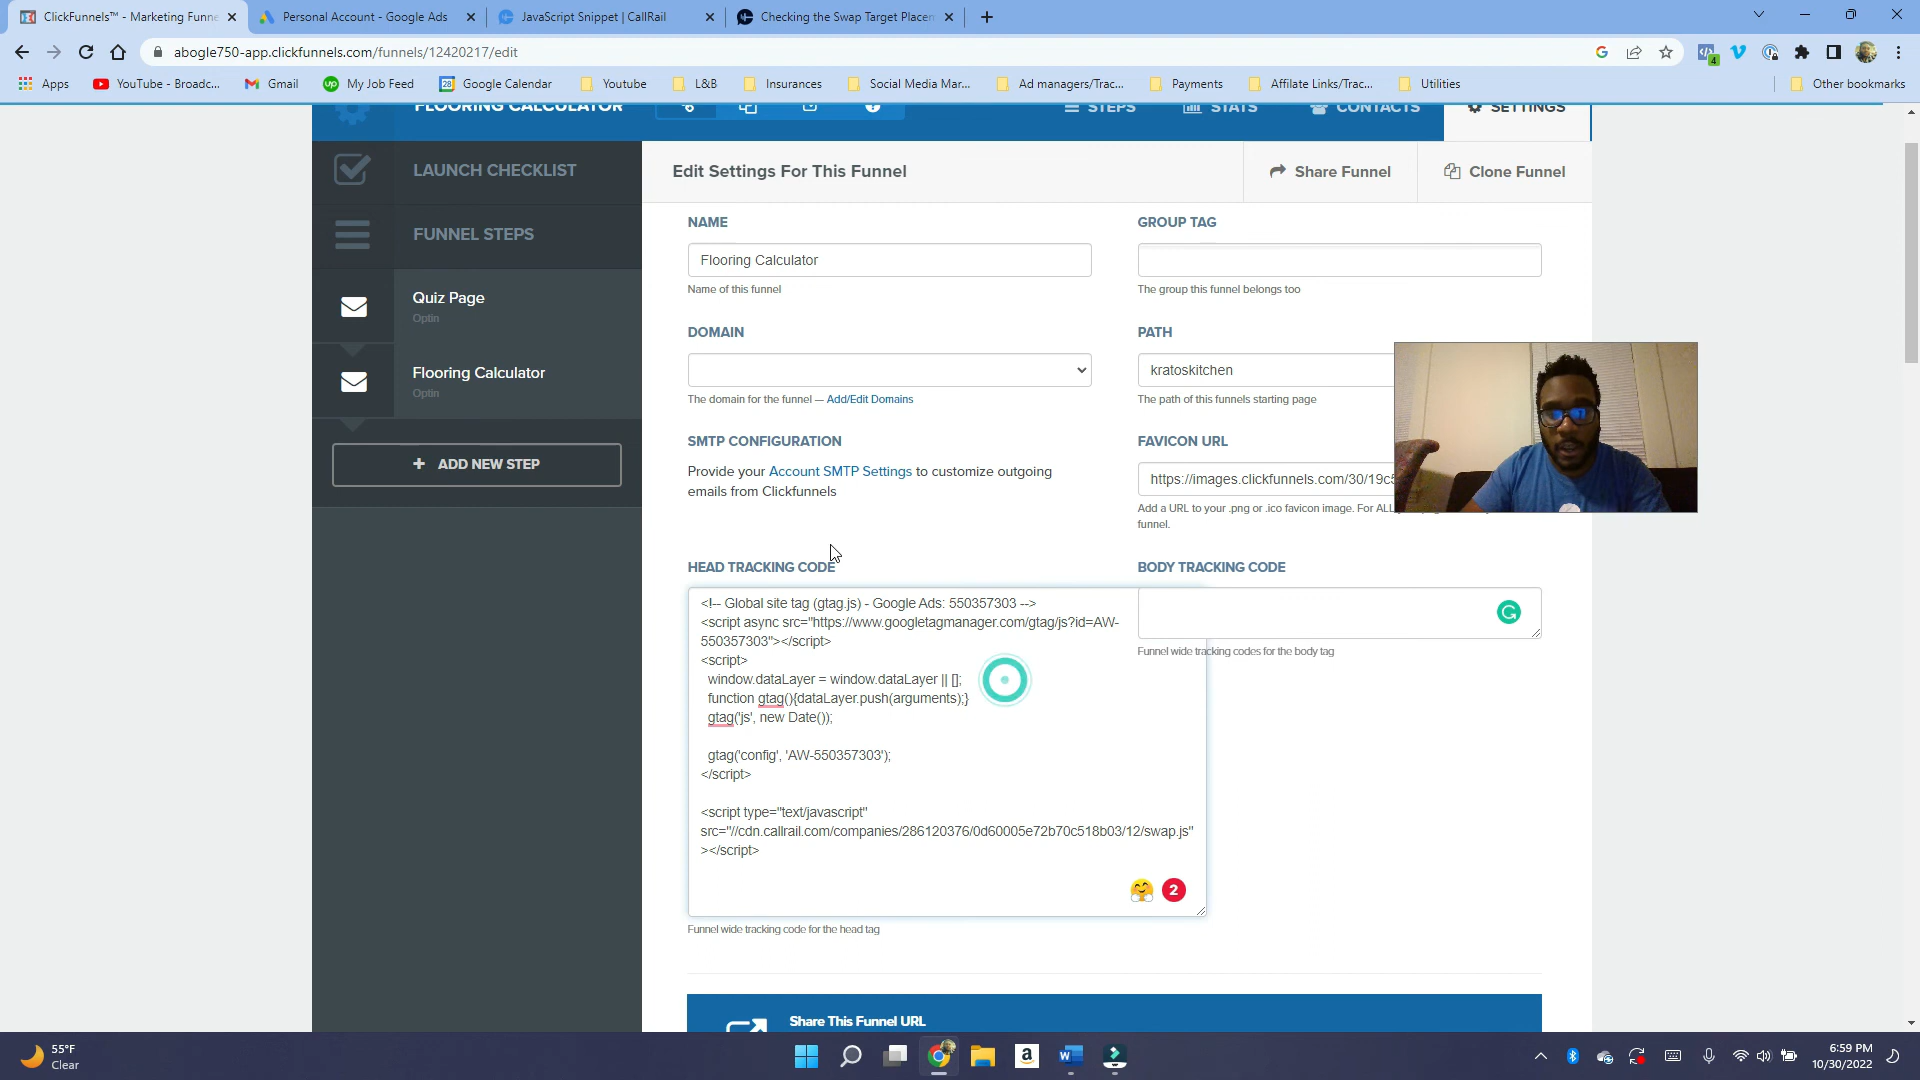 ClickFunnels™ - Marketing Funne
Personal Account - Google Ads
JavaScript Snippet | CallRail
Checking the Swap Target Placem
abogle750-app.clickfunnels.com/funnels/12420217/edit
4
Apps
YouTube - Broadc...
Gmail
My Job Feed
Google Calendar
Youtube
L&B
Insurances
Social Media Mar...
Ad managers/Trac...
Payments
Affilate Links/Trac...
Utilities
Other bookmarks
FLOORING CALCULATOR
STEPS
STATS
CONTACTS
SETTINGS
LAUNCH CHECKLIST
Edit Settings For This Funnel
Share Funnel
Clone Funnel
FUNNEL STEPS
Quiz Page
Optin
Flooring Calculator
Optin
+ ADD NEW STEP
NAME
GROUP TAG
Flooring Calculator
Name of this funnel
The group this funnel belongs too
DOMAIN
PATH
kratoskitchen
The domain for the funnel — Add/Edit Domains
The path of this funnels starting page
SMTP CONFIGURATION
FAVICON URL
Provide your Account SMTP Settings to customize outgoing
emails from Clickfunnels
https://images.clickfunnels.com/30/19c5
Add a URL to your .png or .ico favicon image. For ALL
funnel.
HEAD TRACKING CODE
BODY TRACKING CODE
<!-- Global site tag (gtag.js) - Google Ads: 550357303 -->
<script async src="https://www.googletagmanager.com/gtag/js?id=AW-
550357303"></script>
<script>
window.dataLayer = window.dataLayer || [];
function gtag(){dataLayer.push(arguments);}
gtag('js', new Date());
gtag('config', 'AW-550357303');
</script>
<script type="text/javascript"
src="//cdn.callrail.com/companies/286120376/0d60005e72b70c518b03/12/swap.js"
></script>
2
Funnel wide tracking codes for the body tag
Funnel wide tracking code for the head tag
Share This Funnel URL
55°F
Clear
6:59 PM
10/30/2022